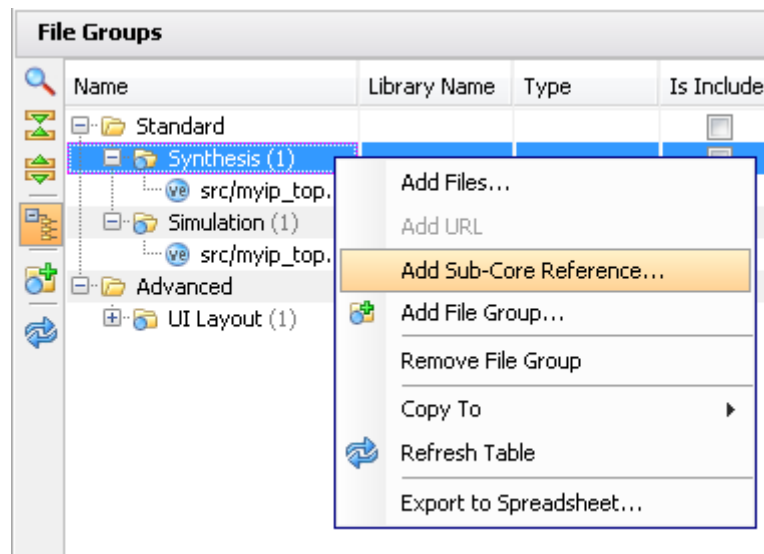 File Groups
Name Library Name Type Is Include
Standard
Synthesis (1)
src/myip_top.
Simulation (1)
src/myip_top.
Advanced
UI Layout (1)
Add Files...
Add URL
Add Sub-Core Reference...
Add File Group...
Remove File Group
Copy To
Refresh Table
Export to Spreadsheet...